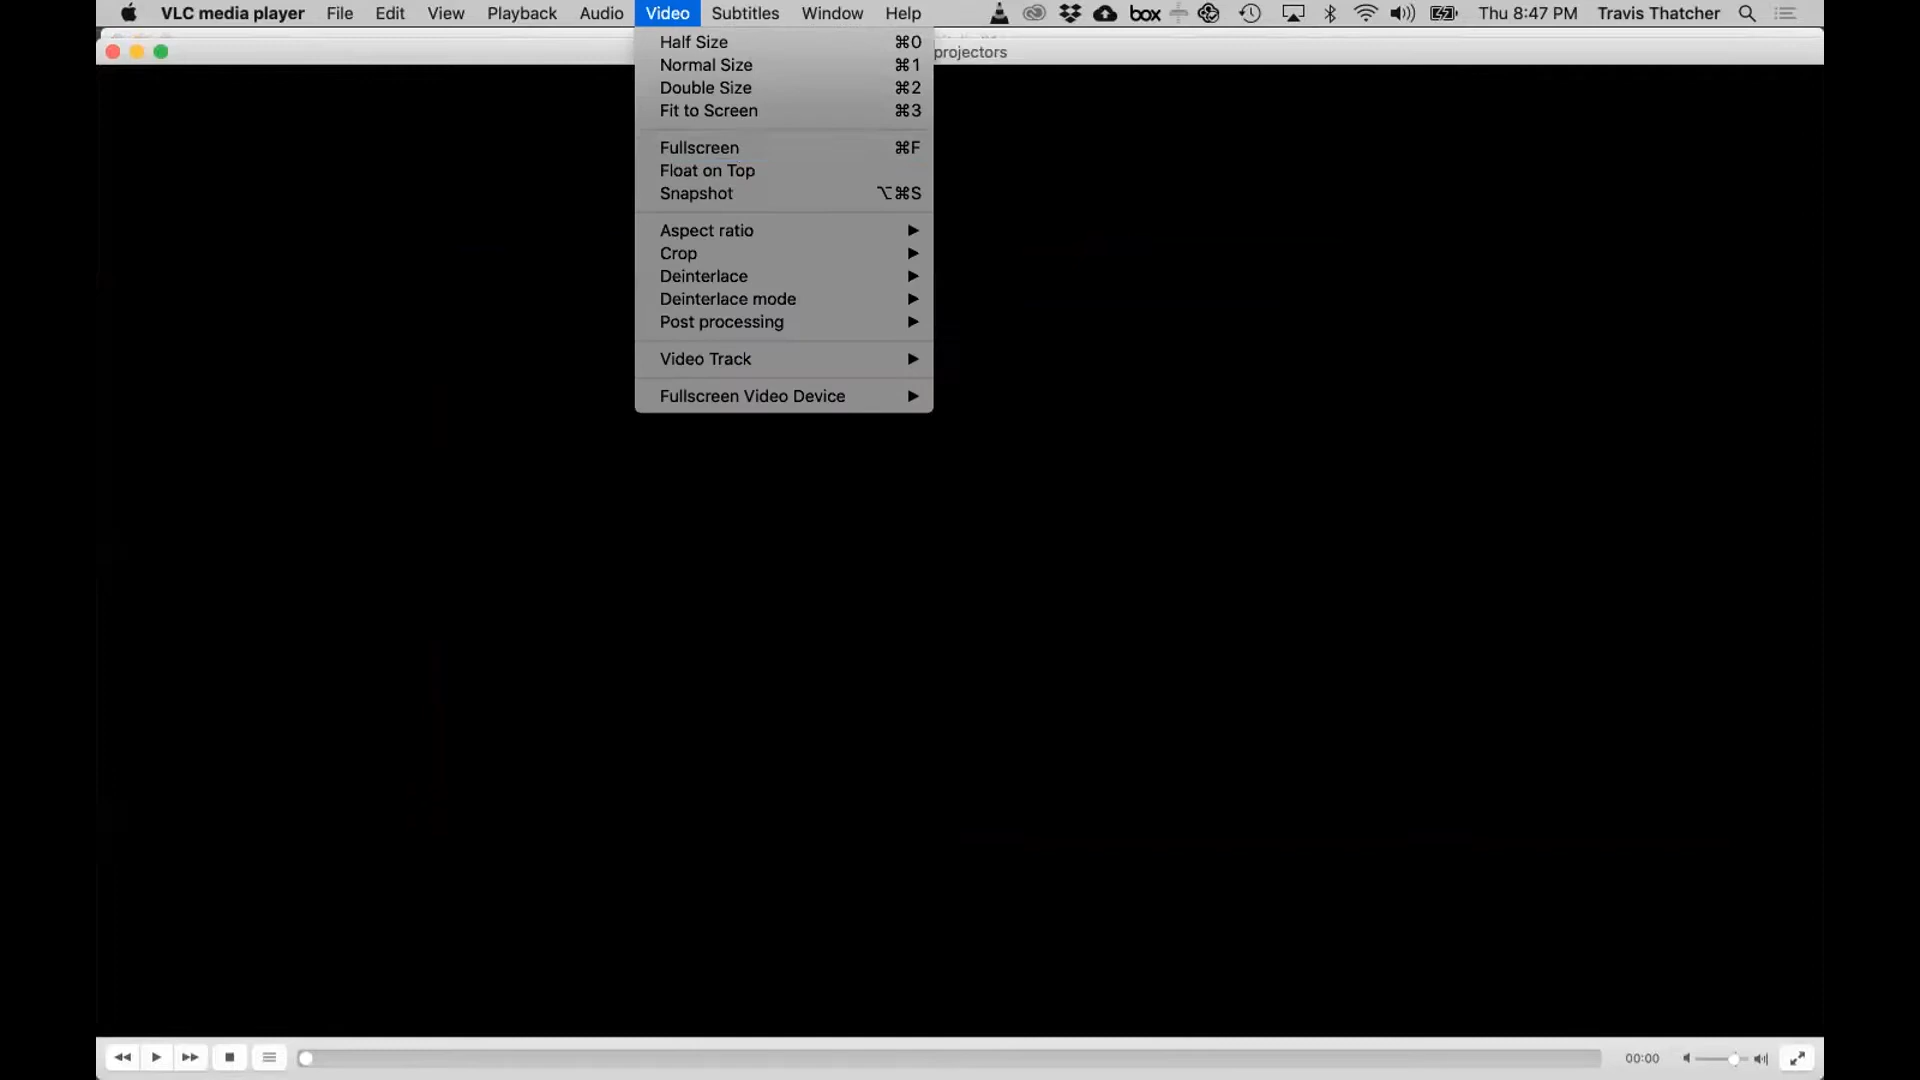 VLC media player File Edit View Playback Audio Video Subtitles Window Help box Thu 8:47 PM Travis Thatcher
projectors
Half Size ⌘0
Normal Size ⌘1
Double Size ⌘2
Fit to Screen ⌘3
Fullscreen ⌘F
Float on Top
Snapshot ⌥⌘S
Aspect ratio
Crop
Deinterlace
Deinterlace mode
Post processing
Video Track
Fullscreen Video Device
00:00